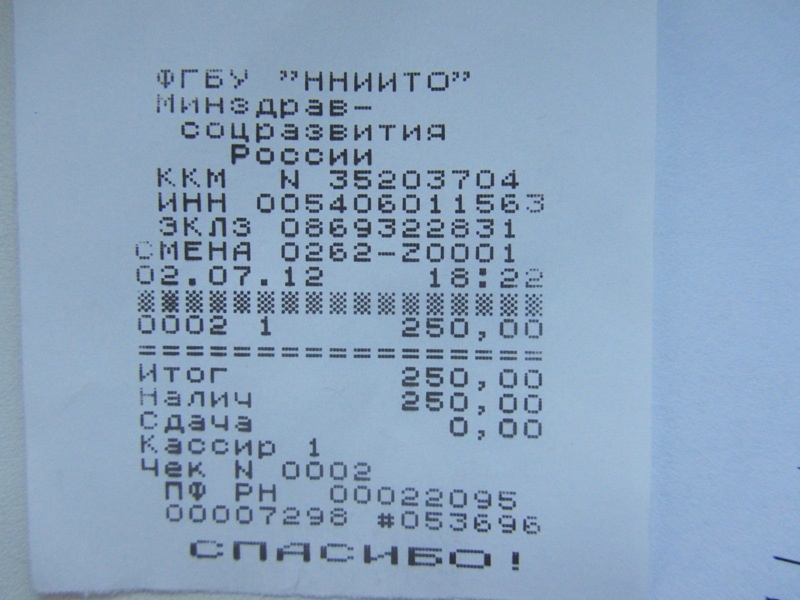 ФГБУ "ННИИТО"
Минздрав-
соцразвития
России
ККМ N 35203704
ИНН 005406011563
ЭКЛЗ 0869322831
СМЕНА 0262-Z0001
02.07.12 18:22
0002 1 250,00
=================
Итог 250,00
Налич 250,00
Сдача 0,00
Кассир 1
Чек N 0002
ПФ РН 00022095
00007298 #053696
СПАСИБО!